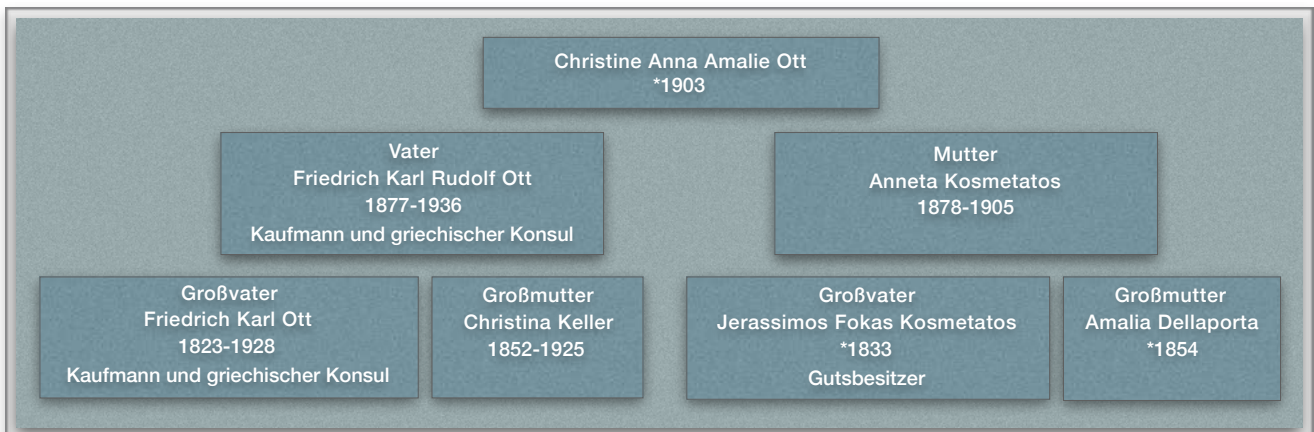 Christine Anna Amalie Ott
*1903
Vater
Friedrich Karl Rudolf Ott
1877-1936
Kaufmann und griechischer Konsul
Mutter
Anneta Kosmetatos
1878-1905
Großvater
Friedrich Karl Ott
1823-1928
Kaufmann und griechischer Konsul
Großmutter
Christina Keller
1852-1925
Großvater
Jerassimos Fokas Kosmetatos
*1833
Gutsbesitzer
Großmutter
Amalia Dellaporta
*1854